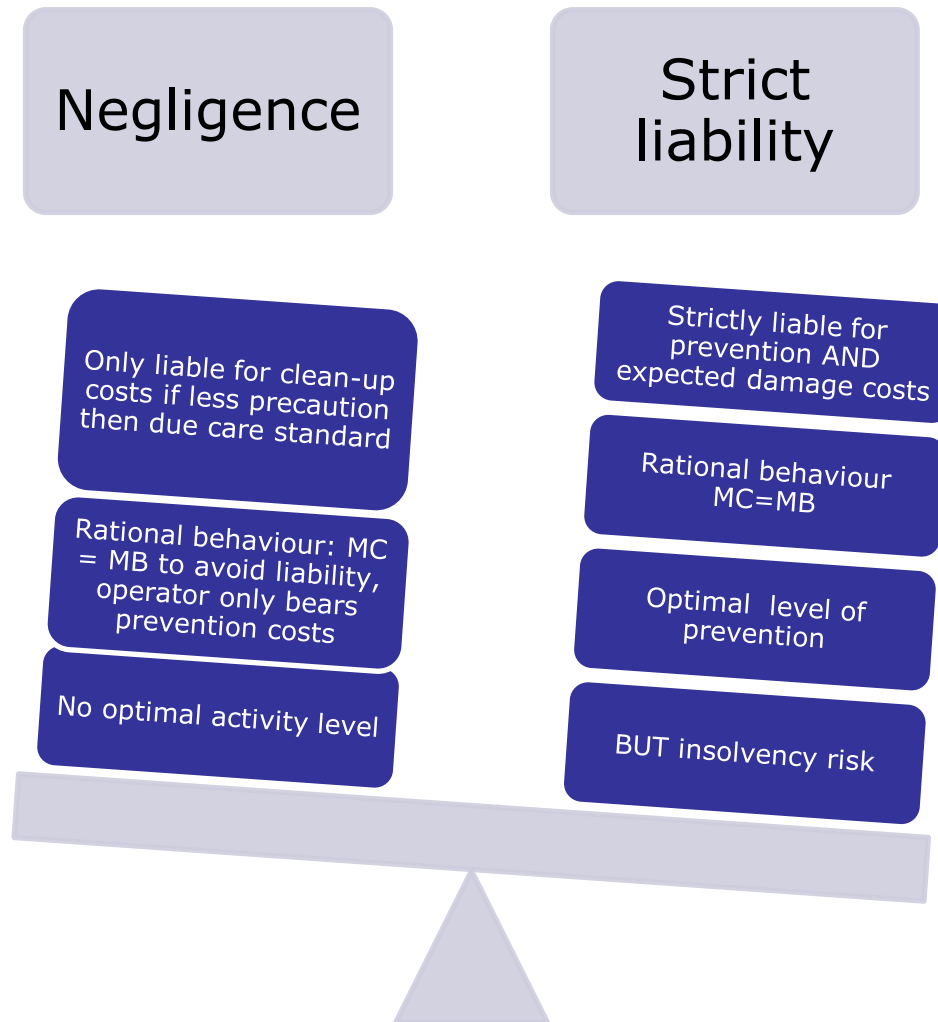 Negligence
Strict
liability
Only liable for clean-up
costs if less precaution
then due care standard
Rational behaviour: MC
= MB to avoid liability,
operator only bears
prevention costs
No optimal activity level
Strictly liable for
prevention AND
expected damage costs
Rational behaviour
MC=MB
Optimal level of
prevention
BUT insolvency risk